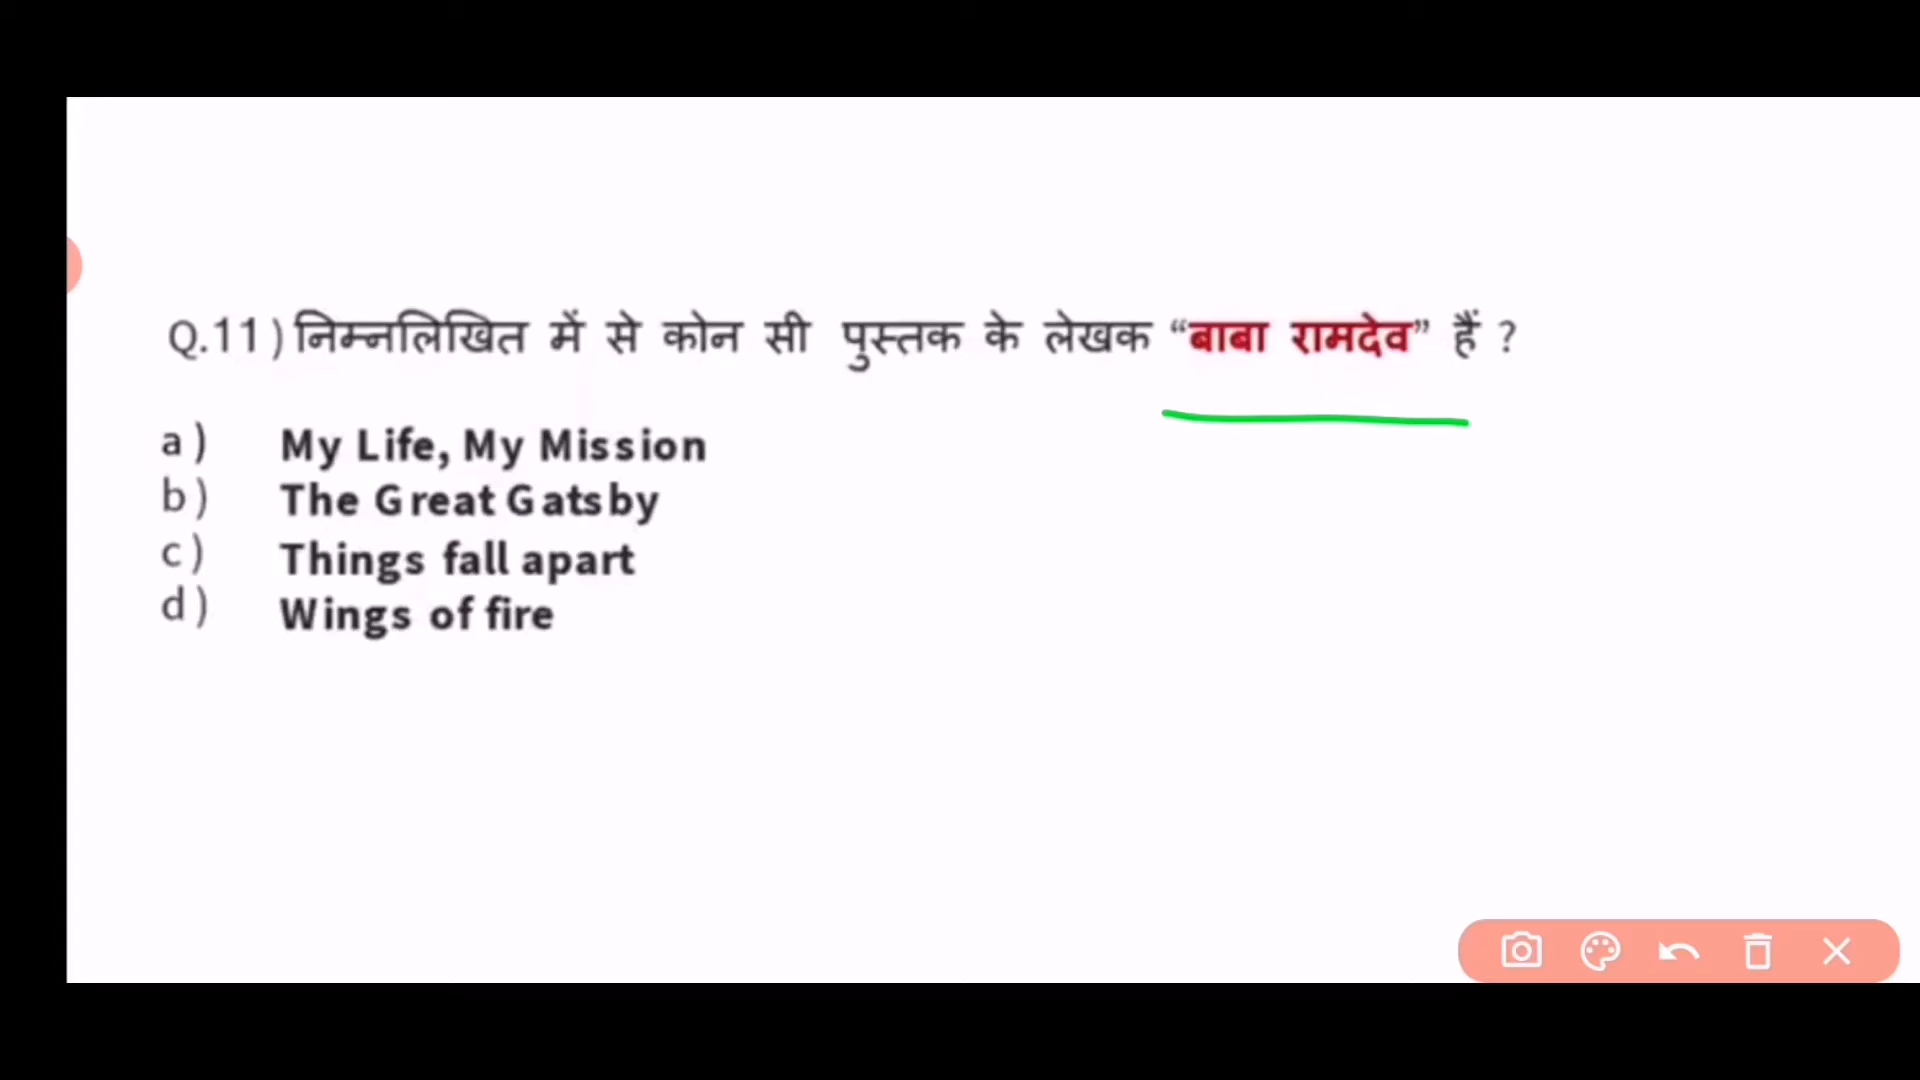 Q.11) निम्नलिखित में से कोन सी पुस्तक के लेखक “बाबा रामदेव” हैं ?
a) My Life, My Mission
b) The Great Gatsby
c) Things fall apart
d) Wings of fire